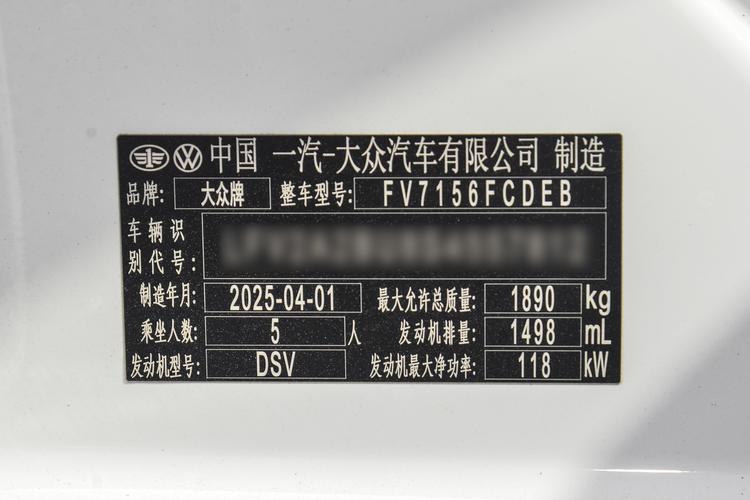 中国 一汽-大众汽车有限公司 制造
品牌: 大众牌 整车型号: FV7156FCDEB
车辆识
别代号:
制造年月: 2025-04-01 最大允许总质量: 1890 kg
乘坐人数: 5 人 发动机排量: 1498 mL
发动机型号: DSV 发动机最大净功率: 118 kW